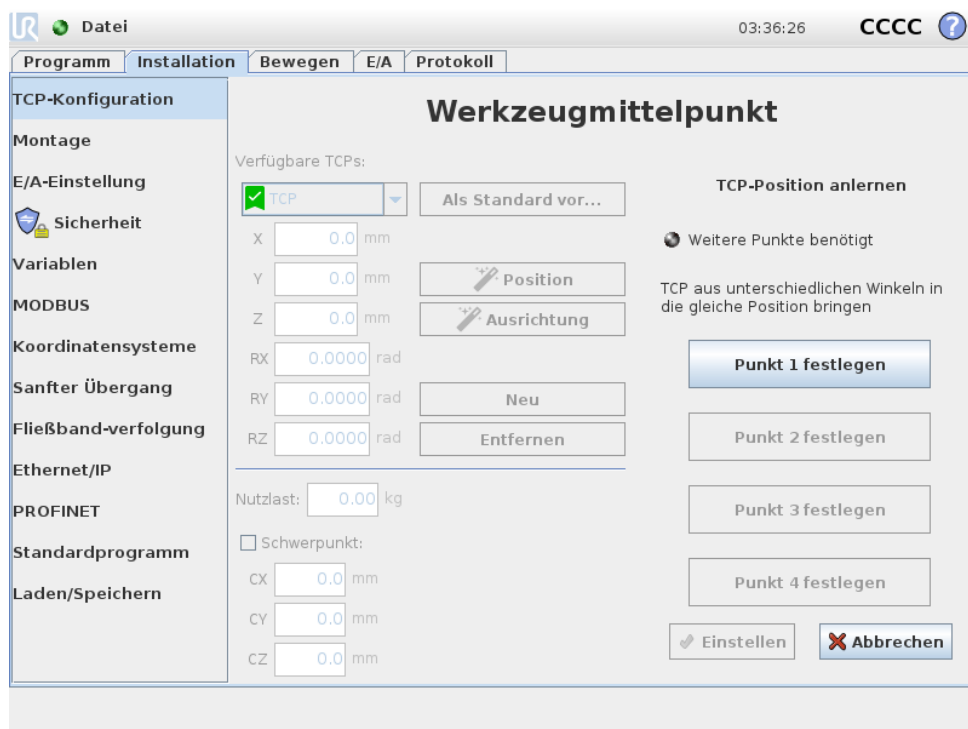 UR Datei 03:36:26 CCCC ?
Programm Installation Bewegen E/A Protokoll
TCP-Konfiguration
Montage
E/A-Einstellung
Sicherheit
Variablen
MODBUS
Koordinatensysteme
Sanfter Übergang
Fließband-verfolgung
Ethernet/IP
PROFINET
Standardprogramm
Laden/Speichern
Werkzeugmittelpunkt
Verfügbare TCPs:
TCP Als Standard vor...
X 0.0 mm
Y 0.0 mm Position
Z 0.0 mm Ausrichtung
RX 0.0000 rad
RY 0.0000 rad Neu
RZ 0.0000 rad Entfernen
Nutzlast: 0.00 kg
Schwerpunkt:
CX 0.0 mm
CY 0.0 mm
CZ 0.0 mm
TCP-Position anlernen
Weitere Punkte benötigt
TCP aus unterschiedlichen Winkeln in
die gleiche Position bringen
Punkt 1 festlegen
Punkt 2 festlegen
Punkt 3 festlegen
Punkt 4 festlegen
Einstellen Abbrechen